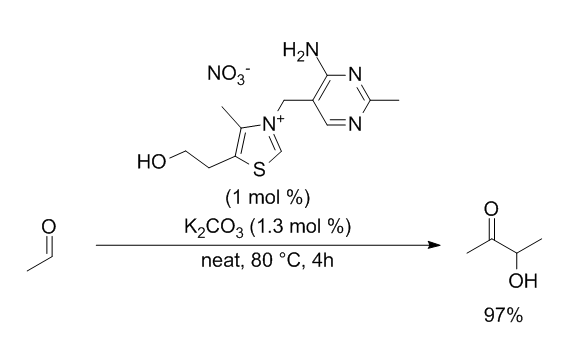 H₂N
NO₃⁻
N
N⁺
N
HO
S
(1 mol %)
O
K₂CO₃ (1.3 mol %)
O
neat, 80 °C, 4h
OH
97%